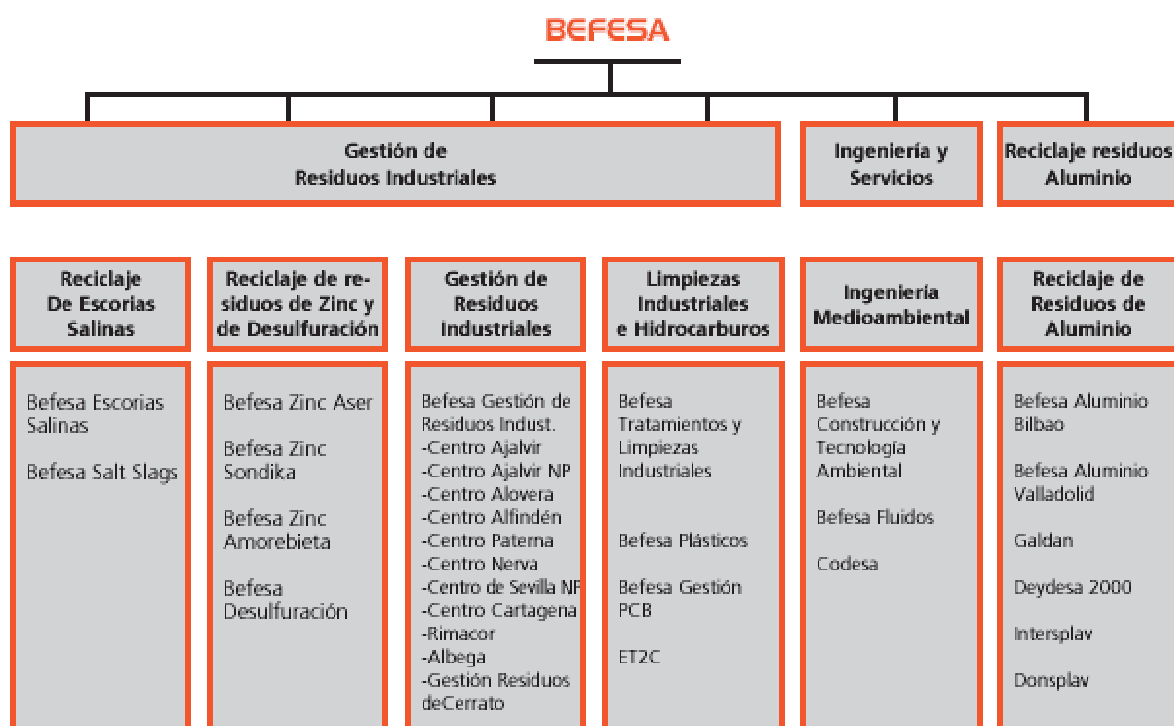 BEFESA
Gestión de
Residuos Industriales
Ingeniería y
Servicios
Reciclaje residuos
Aluminio
Reciclaje
De Escorias
Salinas
Reciclaje de re-
siduos de Zinc y
de Desulfuración
Gestión de
Residuos
Industriales
Limpiezas
Industriales
e Hidrocarburos
Ingeniería
Medioambiental
Reciclaje de
Residuos de
Aluminio
Befesa Escorias
Salinas
Befesa Salt Slags
Befesa Zinc Aser
Befesa Zinc
Sondika
Befesa Zinc
Amorebieta
Befesa
Desulfuración
Befesa Gestión de
Residuos Indust.
-Centro Ajalvir
-Centro Ajalvir NP
-Centro Alovera
-Centro Alfindén
-Centro Paterna
-Centro Nerva
-Centro de Sevilla NP
-Centro Cartagena
-Rimacor
-Albega
-Gestión Residuos
deCerrato
Befesa
Tratamientos y
Limpiezas
Industriales
Befesa Plásticos
Befesa Gestión
PCB
ET2C
Befesa
Construcción y
Tecnología
Ambiental
Befesa Fluidos
Codesa
Befesa Aluminio
Bilbao
Befesa Aluminio
Valladolid
Galdan
Deydesa 2000
Intersplav
Donsplav